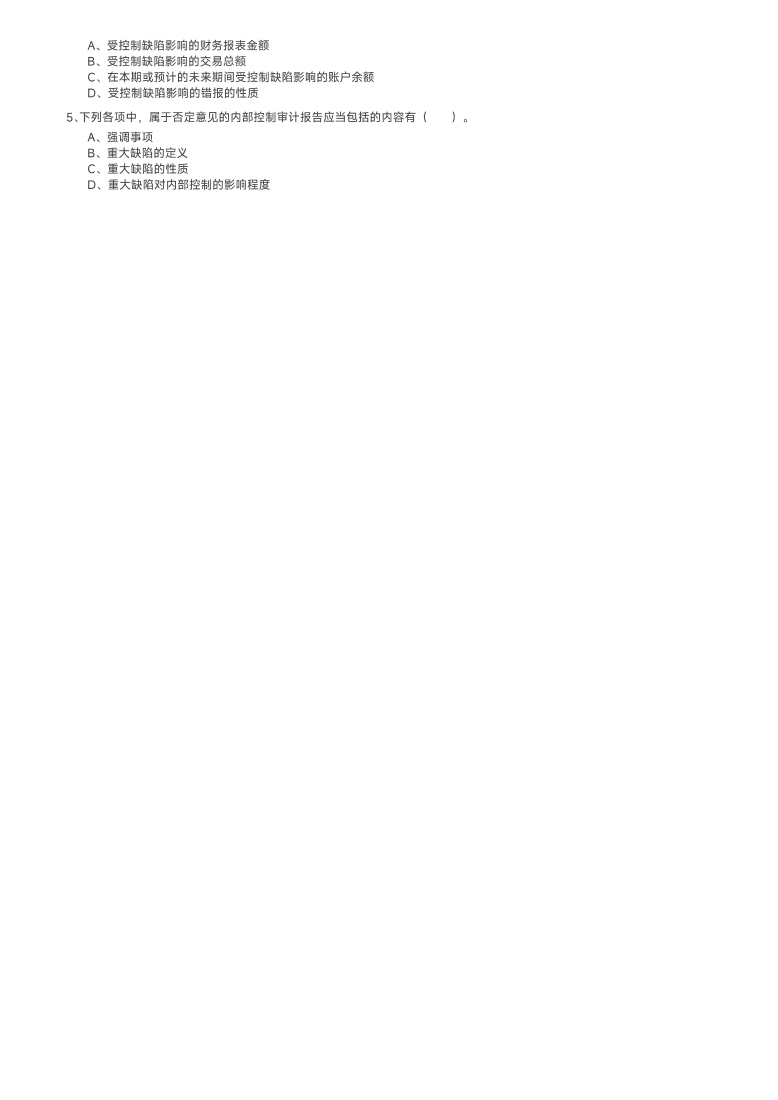 A、受控制缺陷影响的财务报表金额
B、受控制缺陷影响的交易总额
C、在本期或预计的未来期间受控制缺陷影响的账户余额
D、受控制缺陷影响的错报的性质
5、下列各项中，属于否定意见的内部控制审计报告应当包括的内容有（　　）。
A、强调事项
B、重大缺陷的定义
C、重大缺陷的性质
D、重大缺陷对内部控制的影响程度